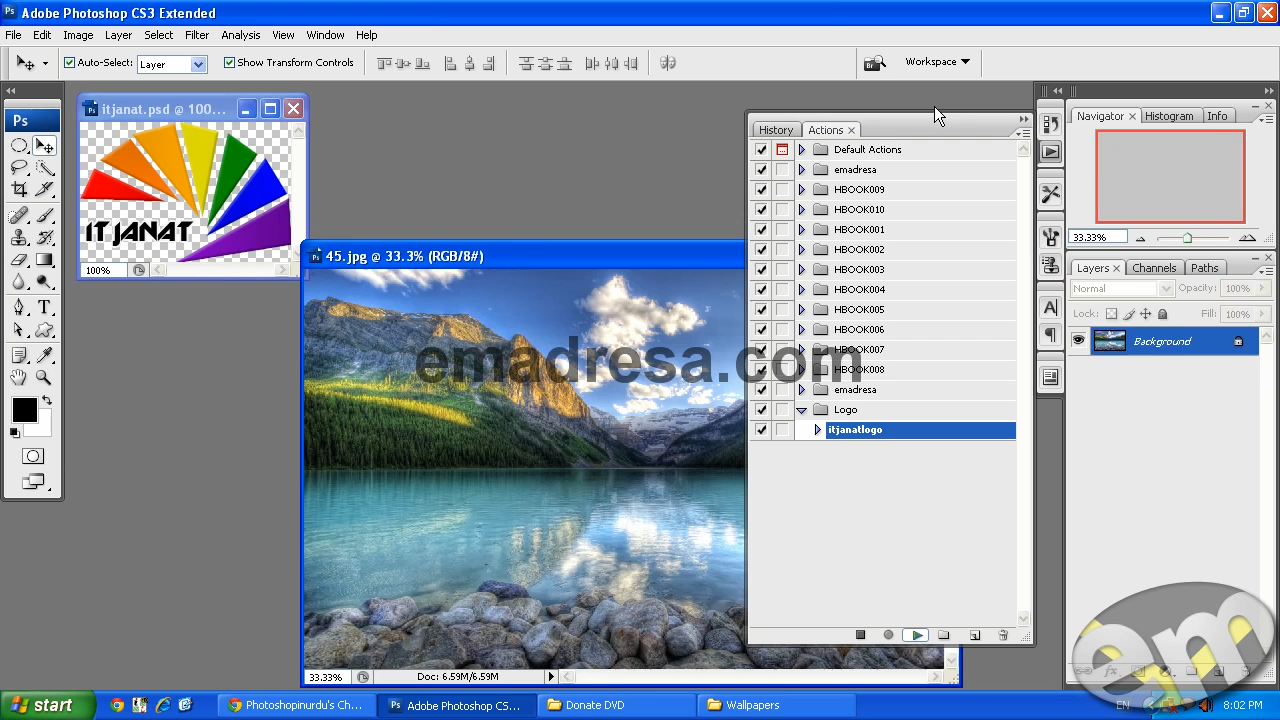 Adobe Photoshop CS3 Extended
File Edit Image Layer Select Filter Analysis View Window Help
Auto-Select: Layer Show Transform Controls Workspace
Ps
itjanat.psd @ 100...
IT JANAT
100%
45.jpg @ 33.3% (RGB/8#)
emadresa.com
33.33% Doc: 6.59M/6.59M
History Actions
Default Actions
emadresa
HBOOK009
HBOOK010
HBOOK001
HBOOK002
HBOOK003
HBOOK004
HBOOK005
HBOOK006
HBOOK007
HBOOK008
emadresa
Logo
itjanatlogo
Navigator Histogram Info
33.33%
Layers Channels Paths
Normal Opacity: 100%
Lock: Fill: 100%
Background
em
start Photoshopinurdu's Ch... Adobe Photoshop CS... Donate DVD Wallpapers EN 8:02 PM